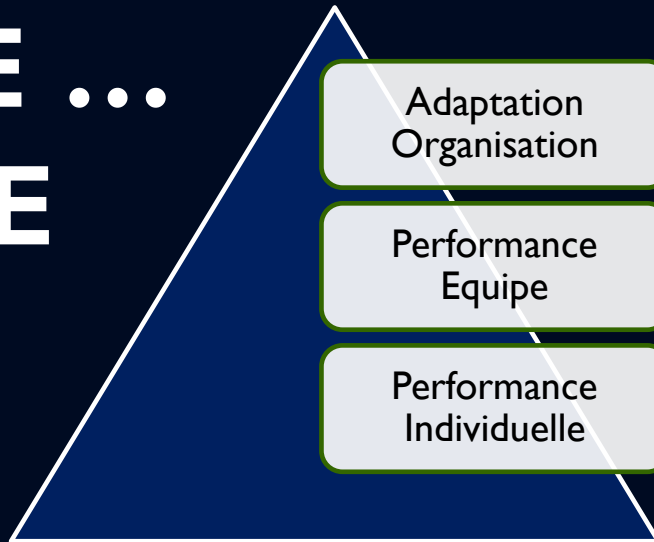 E ...
E
Adaptation
Organisation
Performance
Equipe
Performance
Individuelle